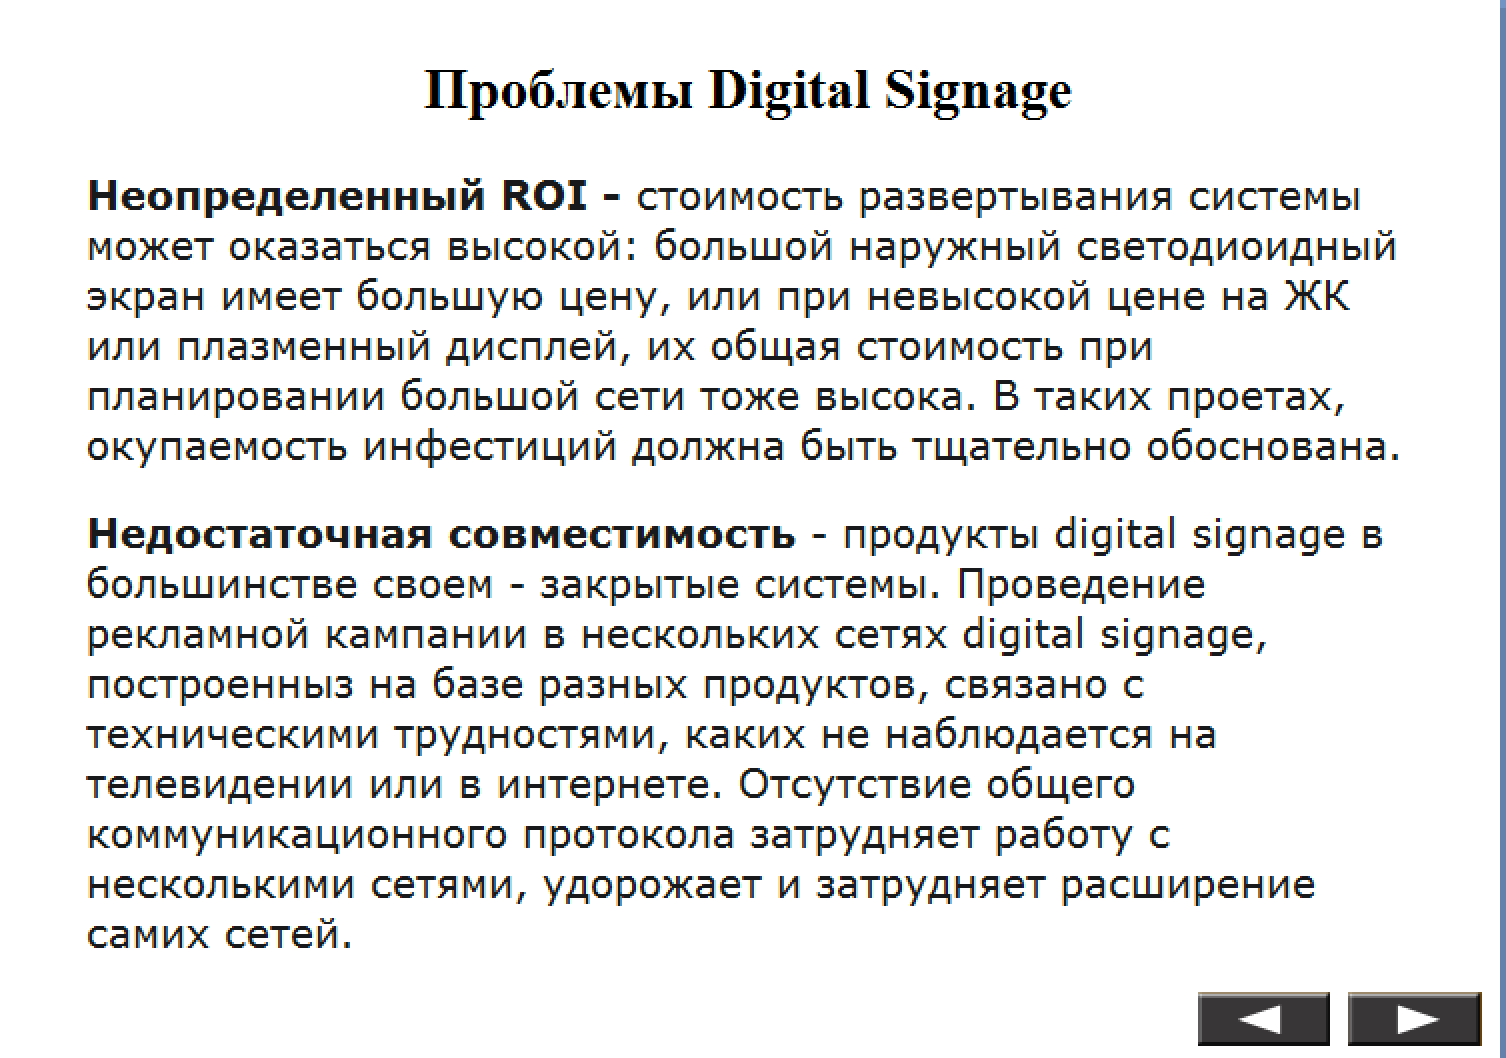 Проблемы Digital Signage
Неопределенный ROI - стоимость развертывания системы
может оказаться высокой: большой наружный светодиоидный
экран имеет большую цену, или при невысокой цене на ЖК
или плазменный дисплей, их общая стоимость при
планировании большой сети тоже высока. В таких проетах,
окупаемость инфестиций должна быть тщательно обоснована.
Недостаточная совместимость - продукты digital signage в
большинстве своем - закрытые системы. Проведение
рекламной кампании в нескольких сетях digital signage,
построенныз на базе разных продуктов, связано с
техническими трудностями, каких не наблюдается на
телевидении или в интернете. Отсутствие общего
коммуникационного протокола затрудняет работу с
несколькими сетями, удорожает и затрудняет расширение
самих сетей.